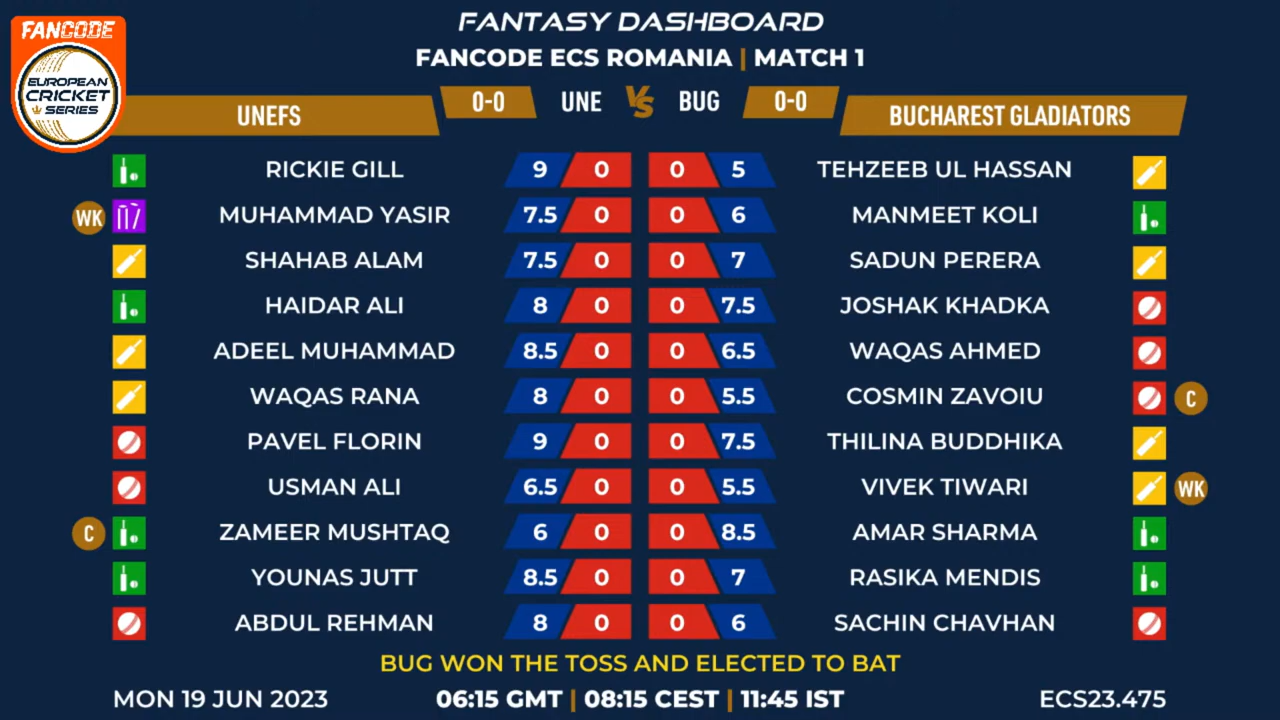 FANCODE
EUROPEAN
CRICKET
SERIES
FANTASY DASHBOARD
FANCODE ECS ROMANIA | MATCH 1
UNEFS 0-0 UNE VS BUG 0-0 BUCHAREST GLADIATORS
RICKIE GILL 9 0 0 5 TEHZEEB UL HASSAN
WK MUHAMMAD YASIR 7.5 0 0 6 MANMEET KOLI
SHAHAB ALAM 7.5 0 0 7 SADUN PERERA
HAIDAR ALI 8 0 0 7.5 JOSHAK KHADKA
ADEEL MUHAMMAD 8.5 0 0 6.5 WAQAS AHMED
WAQAS RANA 8 0 0 5.5 COSMIN ZAVOIU C
PAVEL FLORIN 9 0 0 7.5 THILINA BUDDHIKA
USMAN ALI 6.5 0 0 5.5 VIVEK TIWARI WK
C ZAMEER MUSHTAQ 6 0 0 8.5 AMAR SHARMA
YOUNAS JUTT 8.5 0 0 7 RASIKA MENDIS
ABDUL REHMAN 8 0 0 6 SACHIN CHAVHAN
BUG WON THE TOSS AND ELECTED TO BAT
MON 19 JUN 2023 06:15 GMT | 08:15 CEST | 11:45 IST ECS23.475